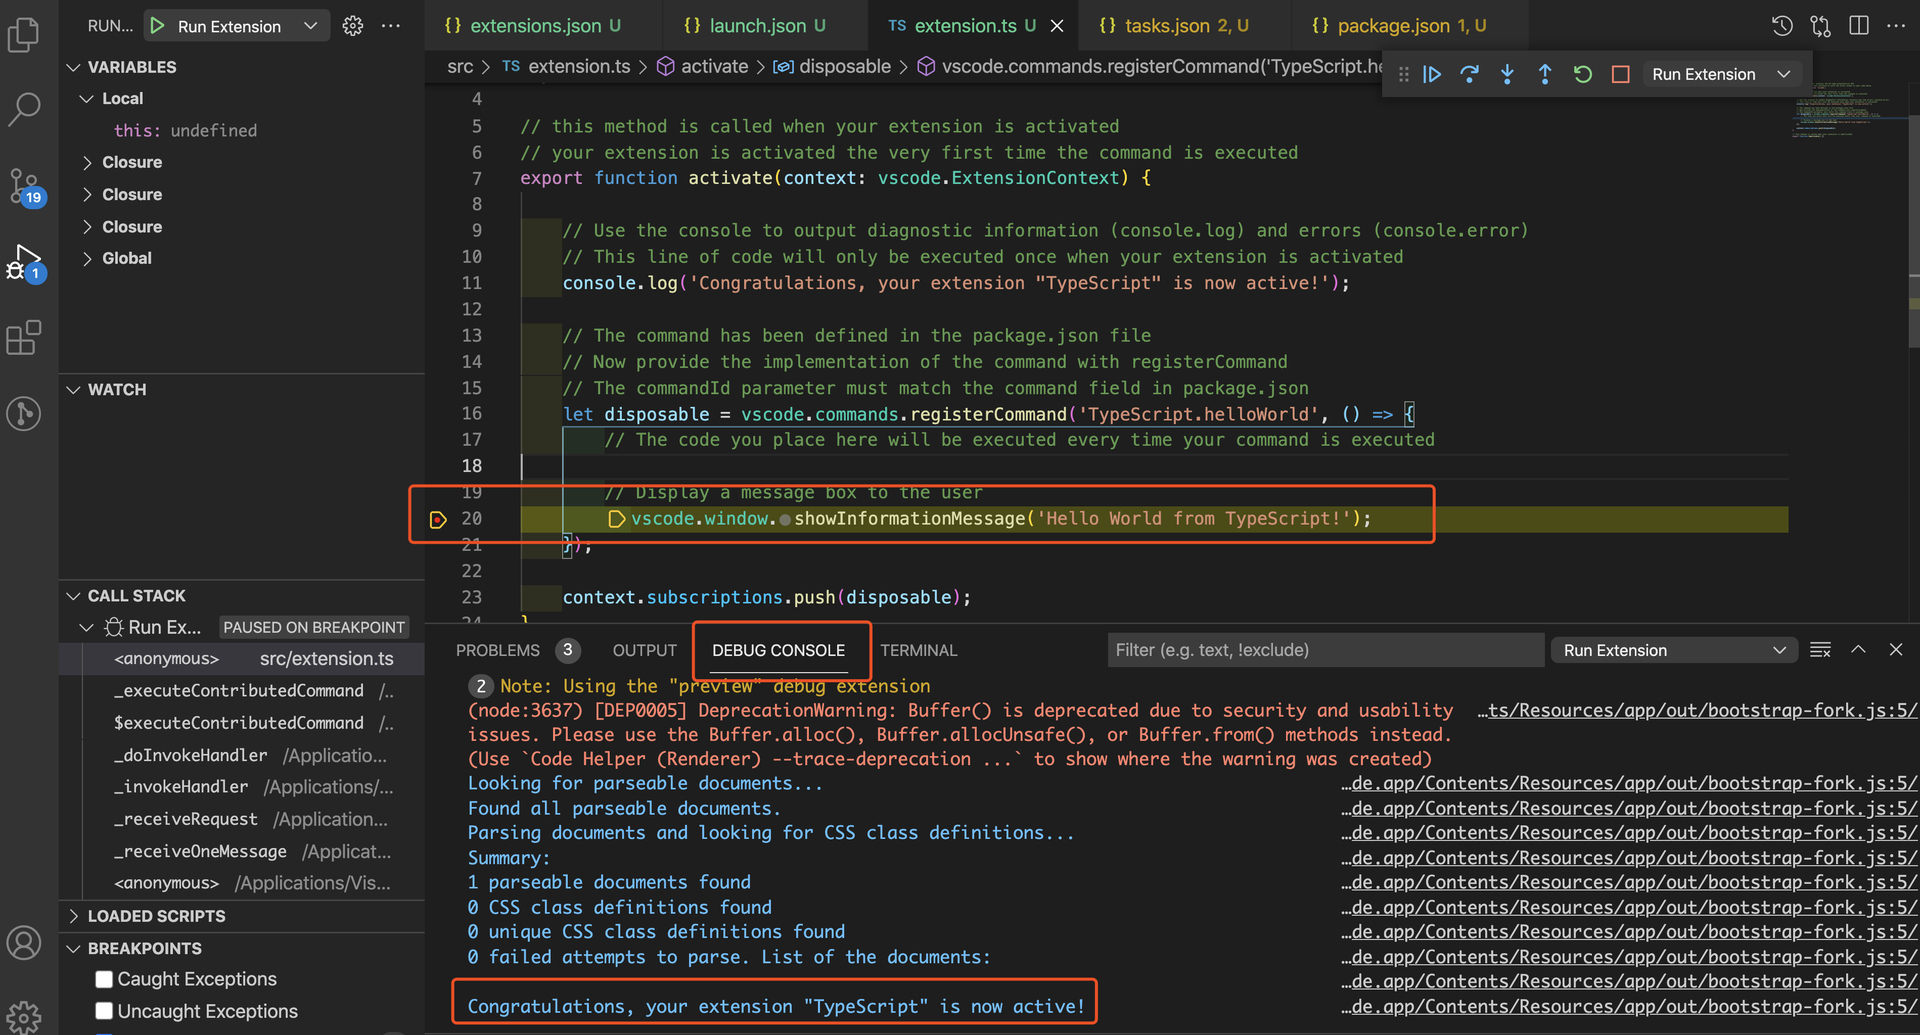 RUN...
Run Extension
extensions.json U
launch.json U
TS extension.ts U
tasks.json 2, U
package.json 1, U
src > TS extension.ts > activate > disposable > vscode.commands.registerCommand('TypeScript.he
Run Extension
VARIABLES
Local
this: undefined
Closure
Closure
Closure
Global
19
1
WATCH
CALL STACK
Run Ex... PAUSED ON BREAKPOINT
<anonymous> src/extension.ts
_executeContributedCommand /..
$executeContributedCommand /..
_doInvokeHandler /Applicatio...
_invokeHandler /Applications/...
_receiveRequest /Application...
_receiveOneMessage /Applicat...
<anonymous> /Applications/Vis...
LOADED SCRIPTS
BREAKPOINTS
Caught Exceptions
Uncaught Exceptions
4
5 // this method is called when your extension is activated
6 // your extension is activated the very first time the command is executed
7 export function activate(context: vscode.ExtensionContext) {
8
9 // Use the console to output diagnostic information (console.log) and errors (console.error)
10 // This line of code will only be executed once when your extension is activated
11 console.log('Congratulations, your extension "TypeScript" is now active!');
12
13 // The command has been defined in the package.json file
14 // Now provide the implementation of the command with registerCommand
15 // The commandId parameter must match the command field in package.json
16 let disposable = vscode.commands.registerCommand('TypeScript.helloWorld', () => {
17 // The code you place here will be executed every time your command is executed
18
19 // Display a message box to the user
20 vscode.window.showInformationMessage('Hello World from TypeScript!');
21 });
22
23 context.subscriptions.push(disposable);
24 }
PROBLEMS 3 OUTPUT DEBUG CONSOLE TERMINAL
Filter (e.g. text, !exclude)
Run Extension
2 Note: Using the "preview" debug extension
(node:3637) [DEP0005] DeprecationWarning: Buffer() is deprecated due to security and usability …ts/Resources/app/out/bootstrap-fork.js:5/
issues. Please use the Buffer.alloc(), Buffer.allocUnsafe(), or Buffer.from() methods instead.
(Use `Code Helper (Renderer) --trace-deprecation ...` to show where the warning was created)
Looking for parseable documents... …de.app/Contents/Resources/app/out/bootstrap-fork.js:5/
Found all parseable documents. …de.app/Contents/Resources/app/out/bootstrap-fork.js:5/
Parsing documents and looking for CSS class definitions... …de.app/Contents/Resources/app/out/bootstrap-fork.js:5/
Summary: …de.app/Contents/Resources/app/out/bootstrap-fork.js:5/
1 parseable documents found …de.app/Contents/Resources/app/out/bootstrap-fork.js:5/
0 CSS class definitions found …de.app/Contents/Resources/app/out/bootstrap-fork.js:5/
0 unique CSS class definitions found …de.app/Contents/Resources/app/out/bootstrap-fork.js:5/
0 failed attempts to parse. List of the documents: …de.app/Contents/Resources/app/out/bootstrap-fork.js:5/
…de.app/Contents/Resources/app/out/bootstrap-fork.js:5/
Congratulations, your extension "TypeScript" is now active! …de.app/Contents/Resources/app/out/bootstrap-fork.js:5/